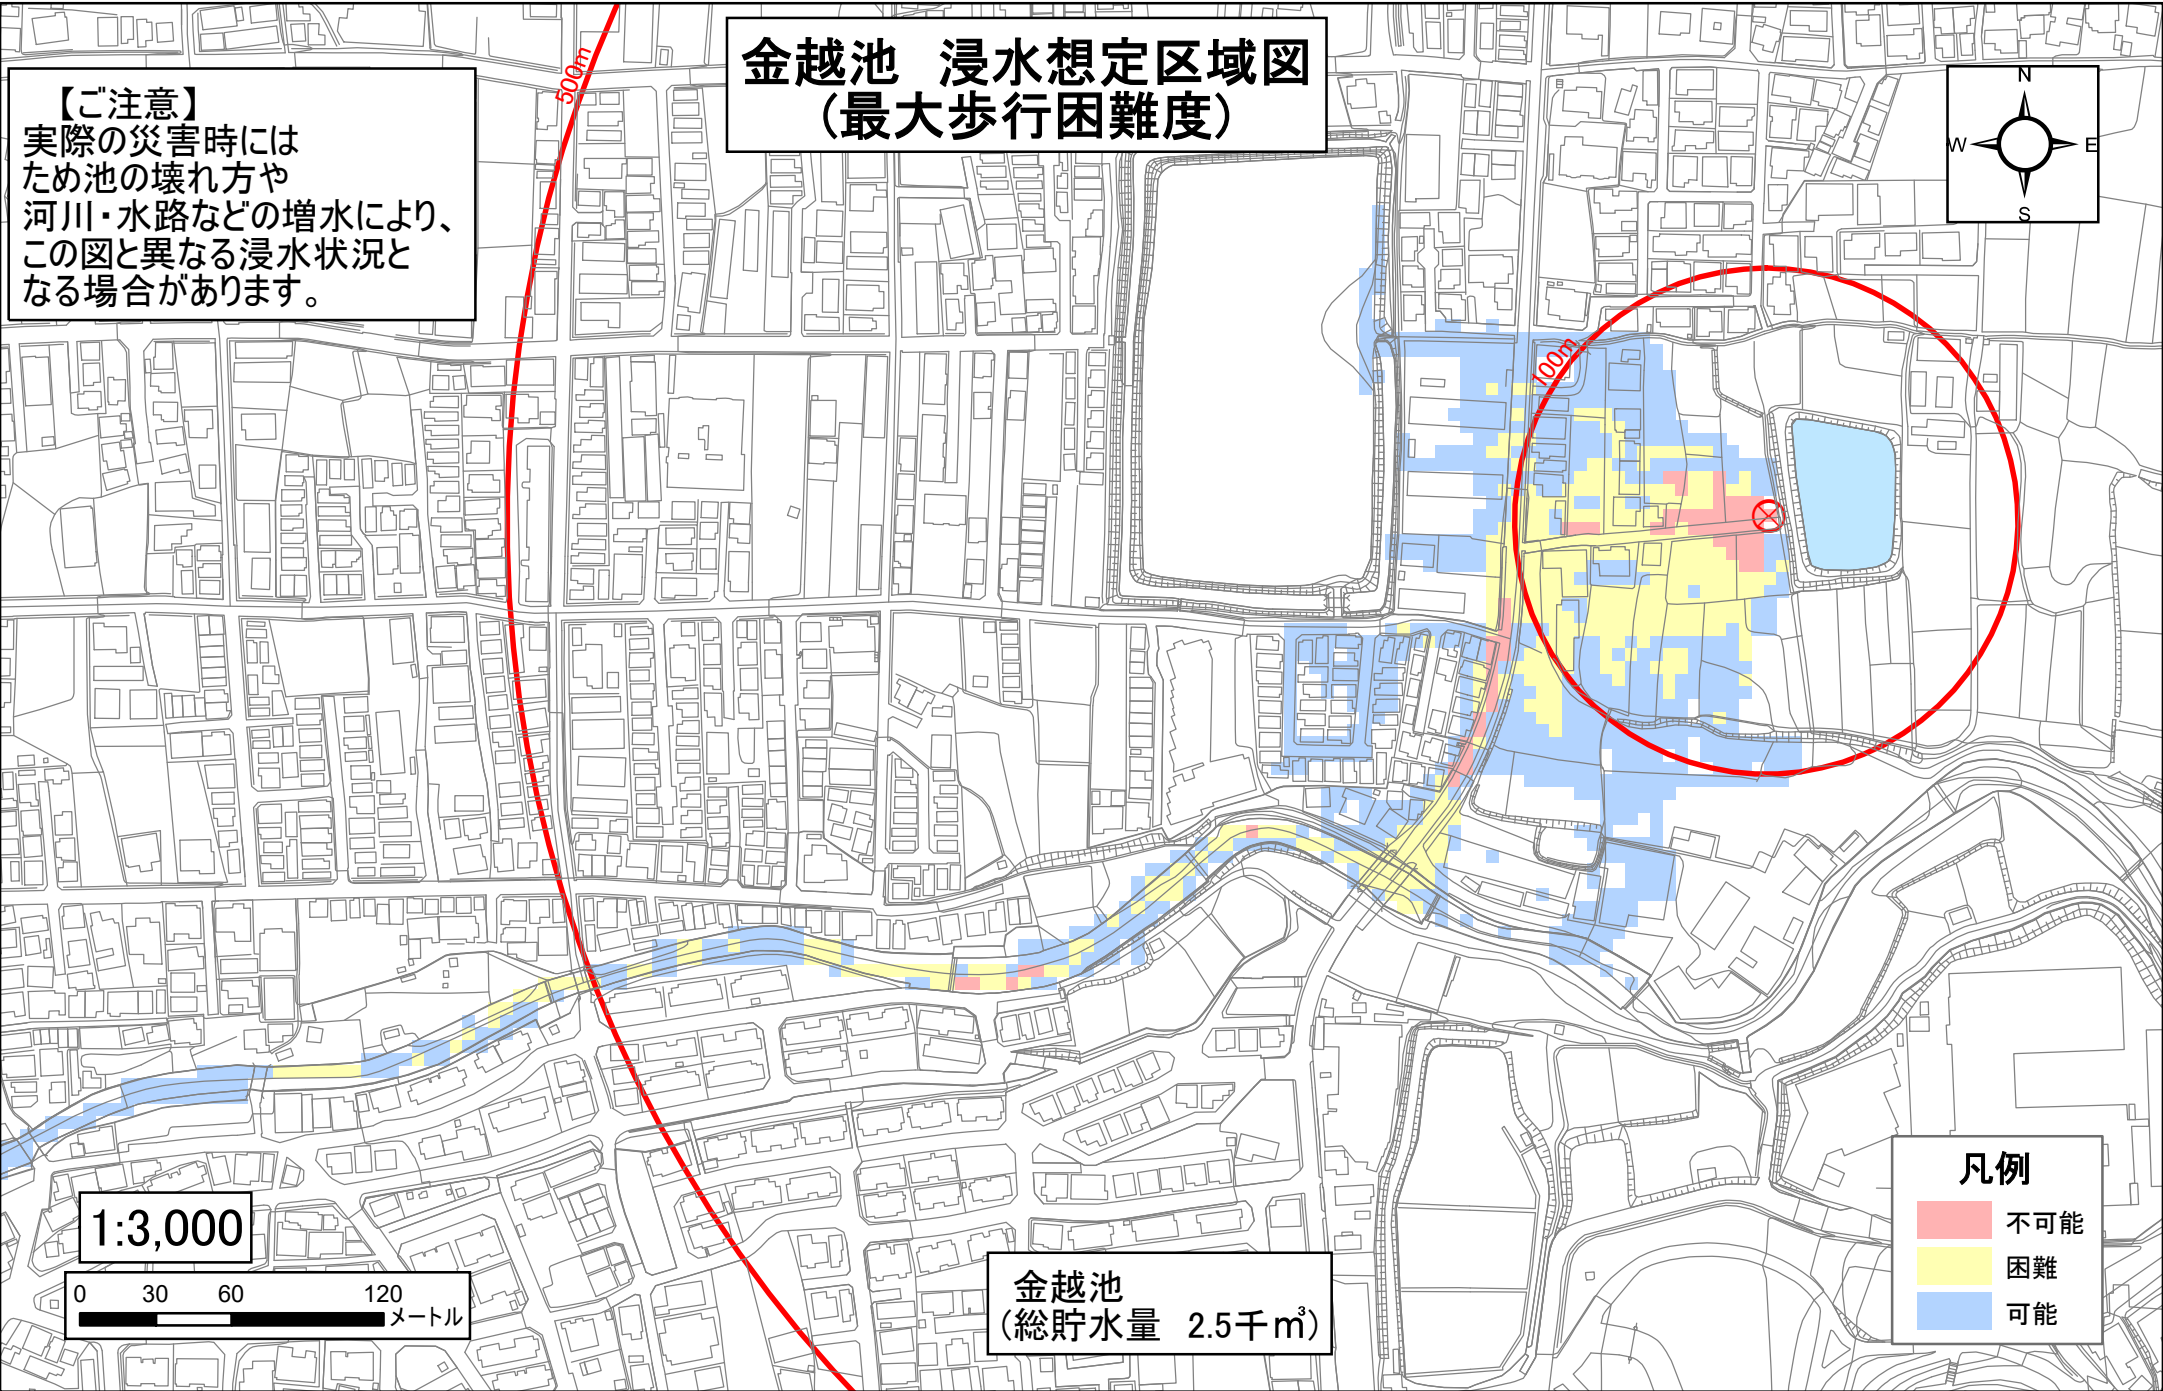 金越池　浸水想定区域図
(最大歩行困難度)
【ご注意】
実際の災害時には
ため池の壊れ方や
河川・水路などの増水により、
この図と異なる浸水状況と
なる場合があります。
500m
100m
N
W
E
S
1:3,000
0 30 60 120
メートル
金越池
(総貯水量　2.5千㎥)
凡例
不可能
困難
可能